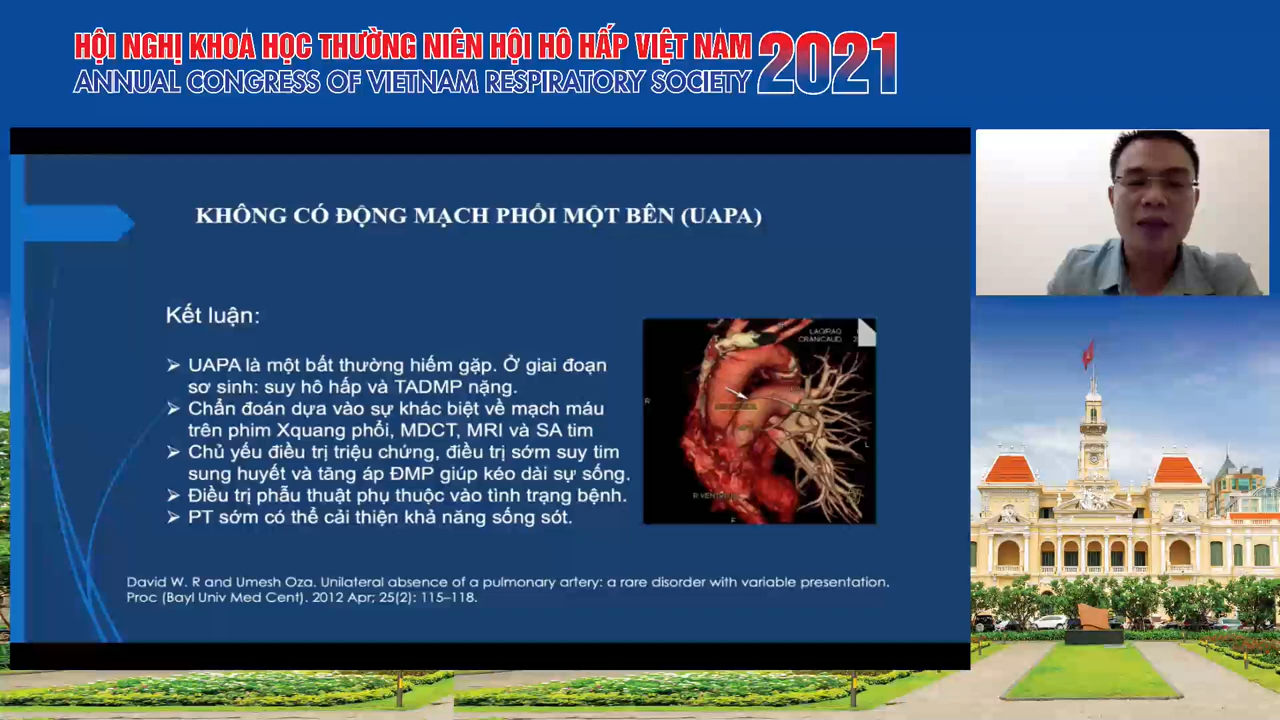 HỘI NGHỊ KHOA HỌC THƯỜNG NIÊN HỘI HÔ HẤP VIỆT NAM
2021
ANNUAL CONGRESS OF VIETNAM RESPIRATORY SOCIETY
KHÔNG CÓ ĐỘNG MẠCH PHỔI MỘT BÊN (UAPA)
Kết luận:
➢ UAPA là một bất thường hiếm gặp. Ở giai đoạn
sơ sinh: suy hô hấp và TADMP nặng.
➢ Chẩn đoán dựa vào sự khác biệt về mạch máu
trên phim Xquang phổi, MDCT, MRI và SA tim
➢ Chủ yếu điều trị triệu chứng, điều trị sớm suy tim
sung huyết và tăng áp ĐMP giúp kéo dài sự sống.
➢ Điều trị phẫu thuật phụ thuộc vào tình trạng bệnh.
➢ PT sớm có thể cải thiện khả năng sống sót.
LAO/RAO
CRAN/CAUD
R
L
R VENTR
F
David W. R and Umesh Oza. Unilateral absence of a pulmonary artery: a rare disorder with variable presentation.
Proc (Bayl Univ Med Cent). 2012 Apr; 25(2): 115–118.